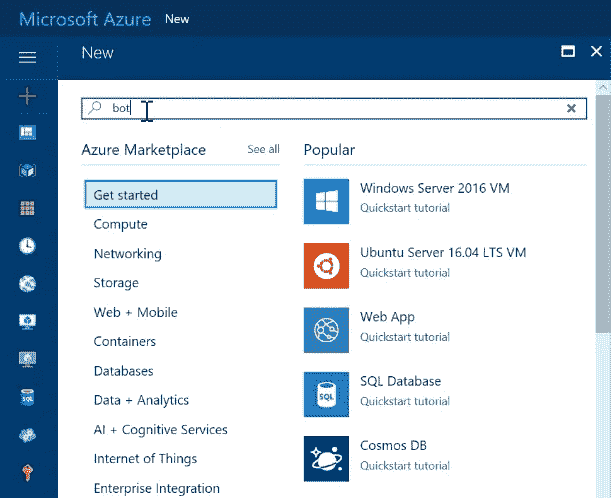 Microsoft Azure New
New
bot
Azure Marketplace See all
Get started
Compute
Networking
Storage
Web + Mobile
Containers
Databases
Data + Analytics
AI + Cognitive Services
Internet of Things
Enterprise Integration
Popular
Windows Server 2016 VM
Quickstart tutorial
Ubuntu Server 16.04 LTS VM
Quickstart tutorial
Web App
Quickstart tutorial
SQL Database
Quickstart tutorial
Cosmos DB
Quickstart tutorial
SQL
SQL